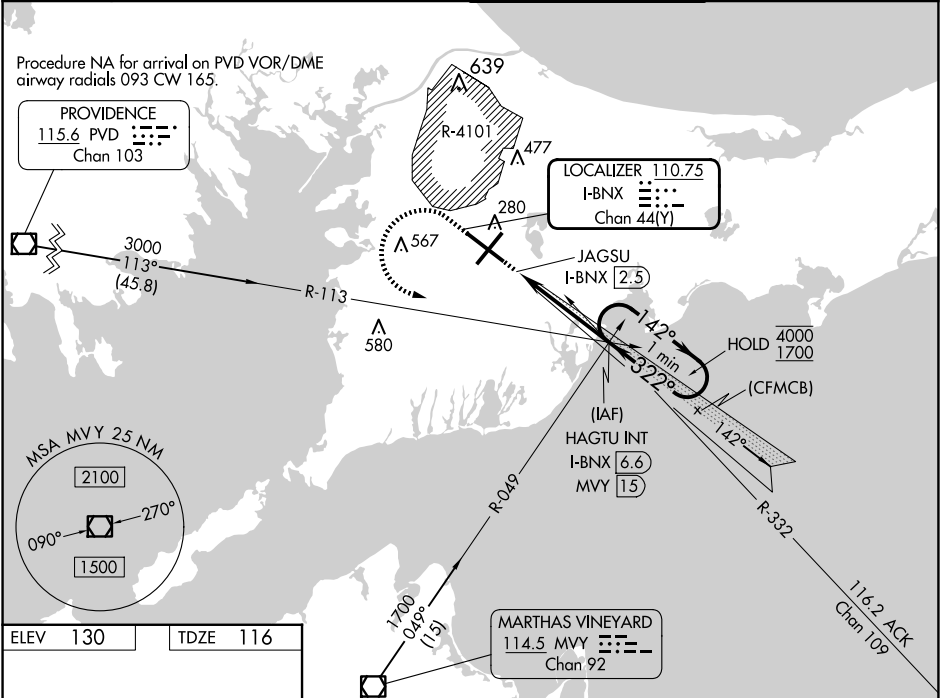 Procedure NA for arrival on PVD VOR/DME
airway radials 093 CW 165.
PROVIDENCE
115.6 PVD
Chan 103
3000
113°
(45.8)
R-113
639
R-4101
477
LOCALIZER 110.75
I-BNX
Chan 44(Y)
280
567
580
JAGSU
I-BNX 2.5
142°
1 min
322°
HOLD 4000
1700
(CFMCB)
142°
(IAF)
HAGTU INT
I-BNX 6.6
MVY 15
R-049
R-332
116.2 ACK
Chan 109
MSA MVY 25 NM
2100
270°
090°
1500
1700
049°
(15)
MARTHAS VINEYARD
114.5 MVY
Chan 92
ELEV 130
TDZE 116